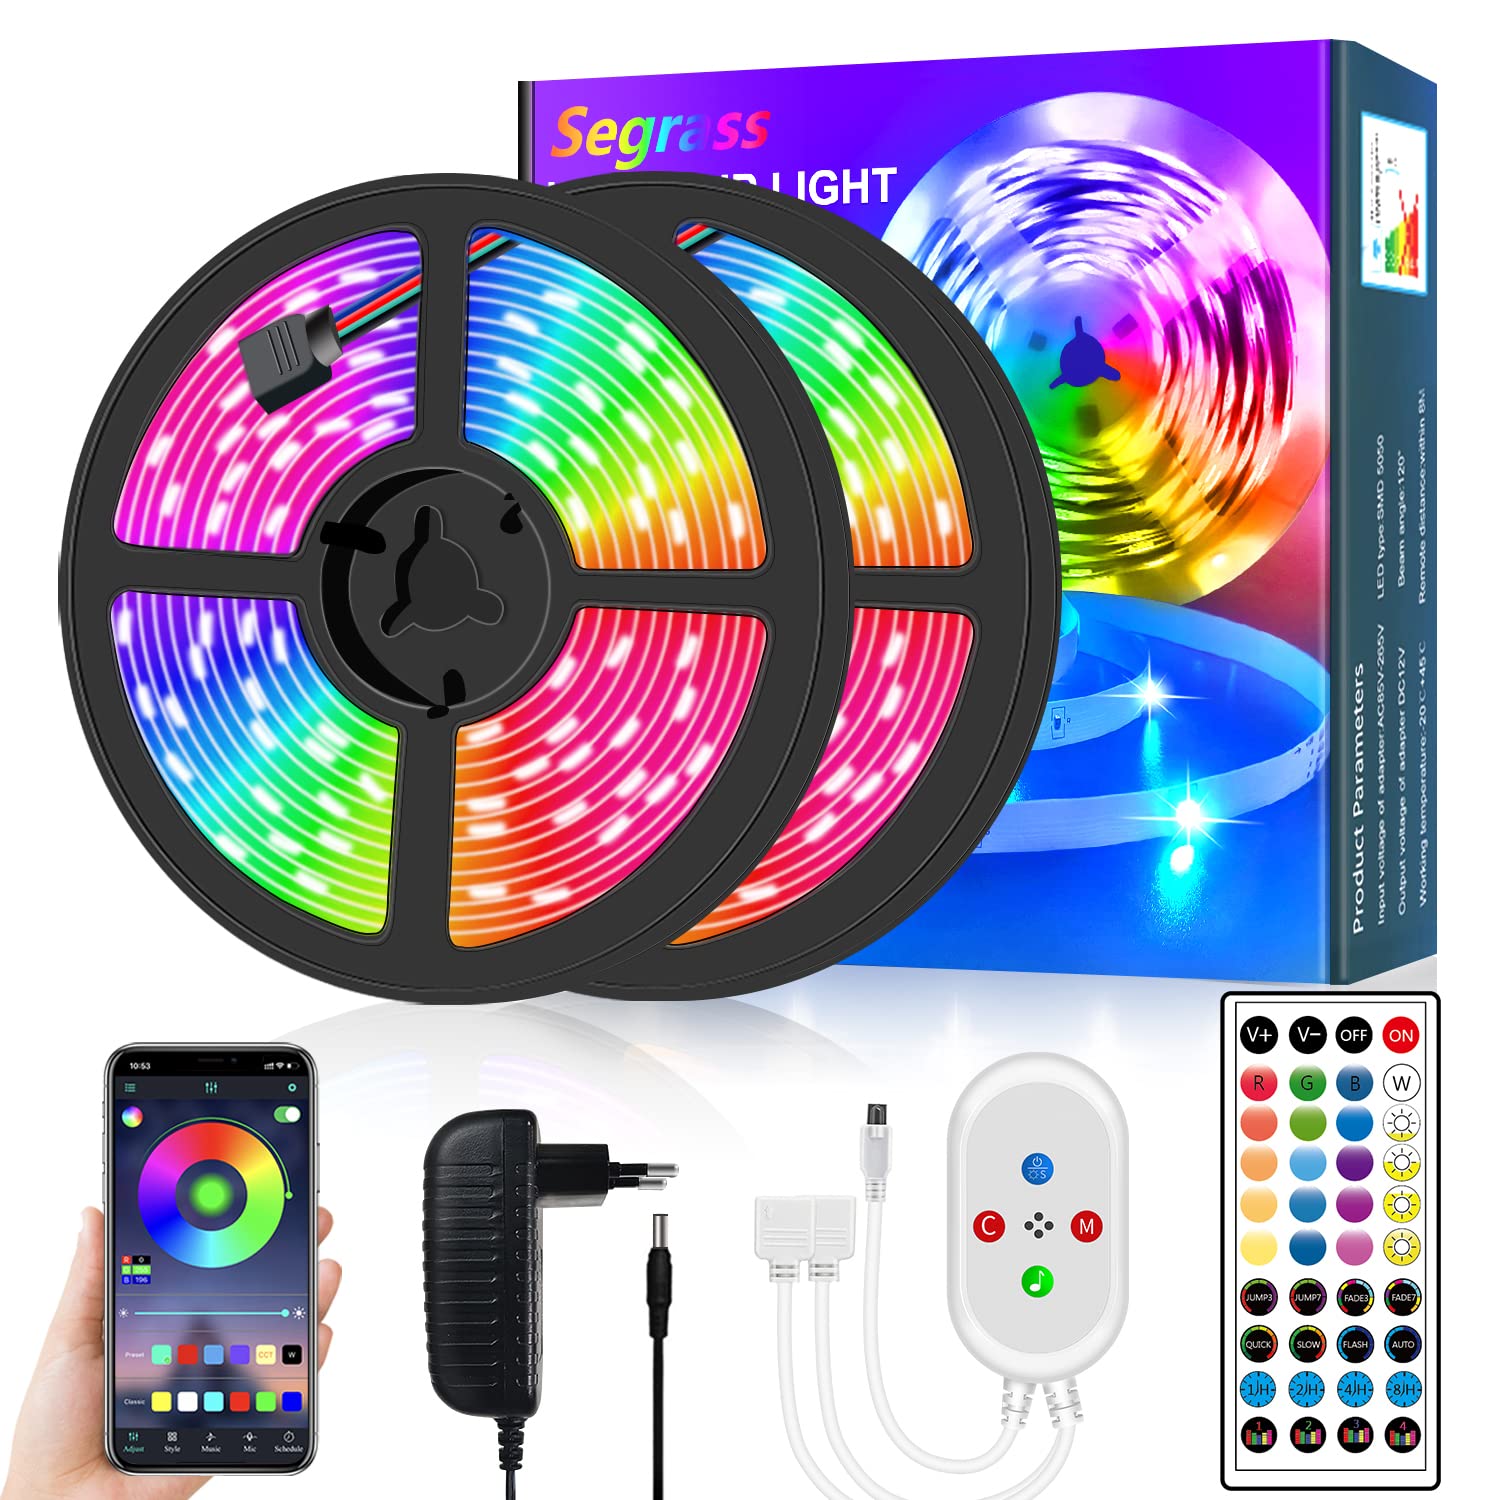 Segrass
LIGHT
Product Parameters
Input voltage of adapter:AC85V-265V LED type:SMD 5050
Output voltage of adapter:DC12V Beam angle:120°
Working temperature:-20°C-+45°C Remote distance:within 8M
10:53
R 0
G 255
B 196
Preset CCT W
Classic
Adjust Style Music Mic Schedule
S
C M
V+ V- OFF ON
R G B W
JUMP3 JUMP7 FADE3 FADE7
QUICK SLOW FLASH AUTO
1H 2H 4H 8H
1 2 3 4